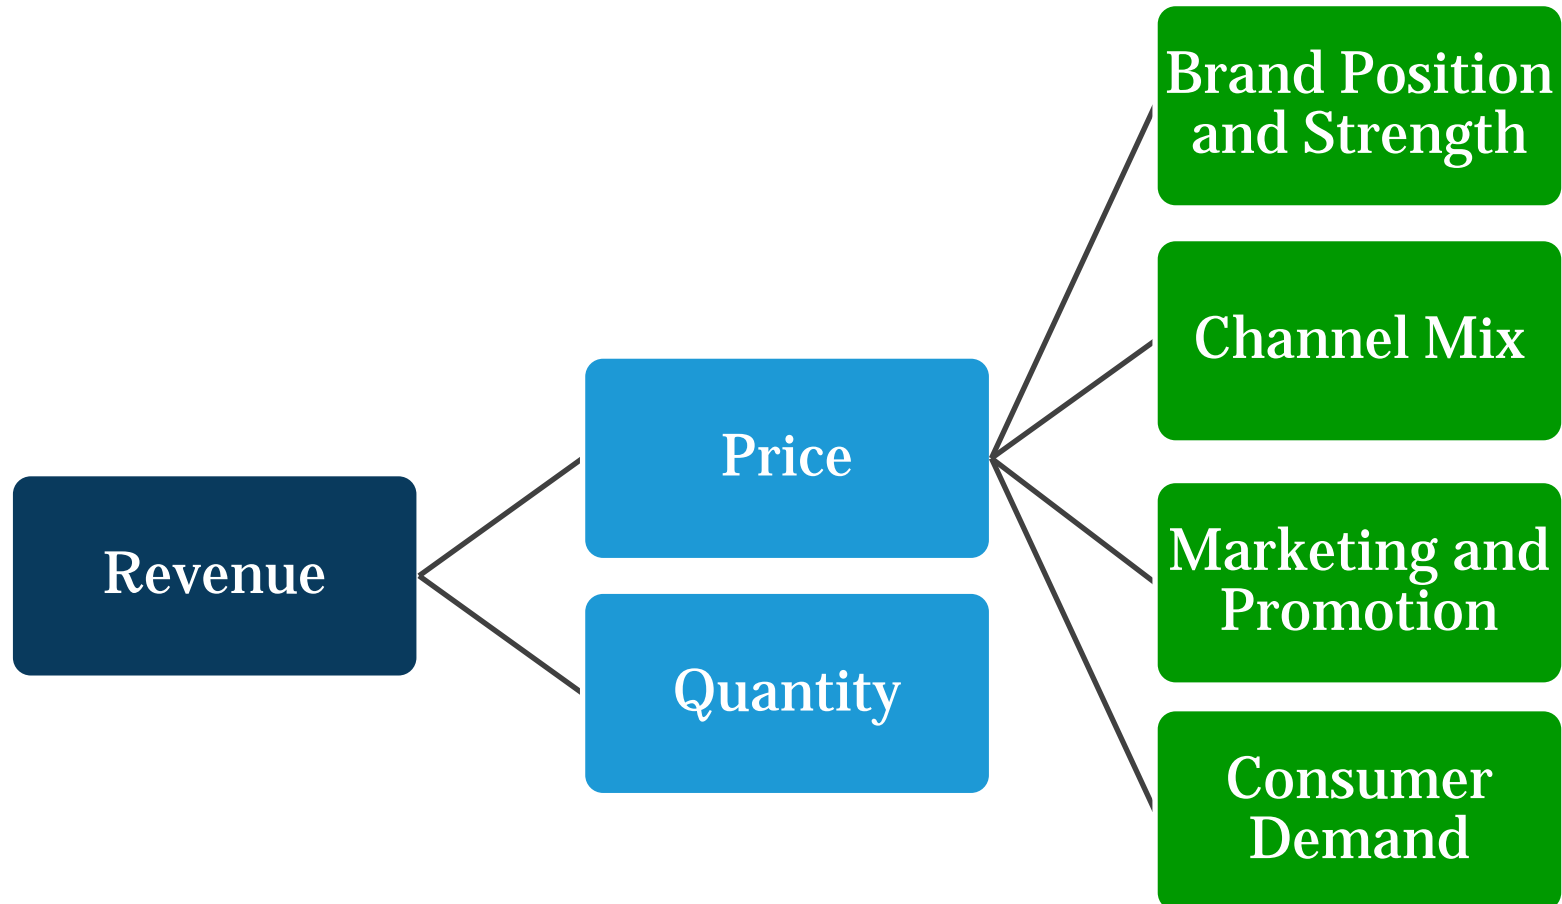 Revenue
Price
Quantity
Brand Position
and Strength
Channel Mix
Marketing and
Promotion
Consumer
Demand